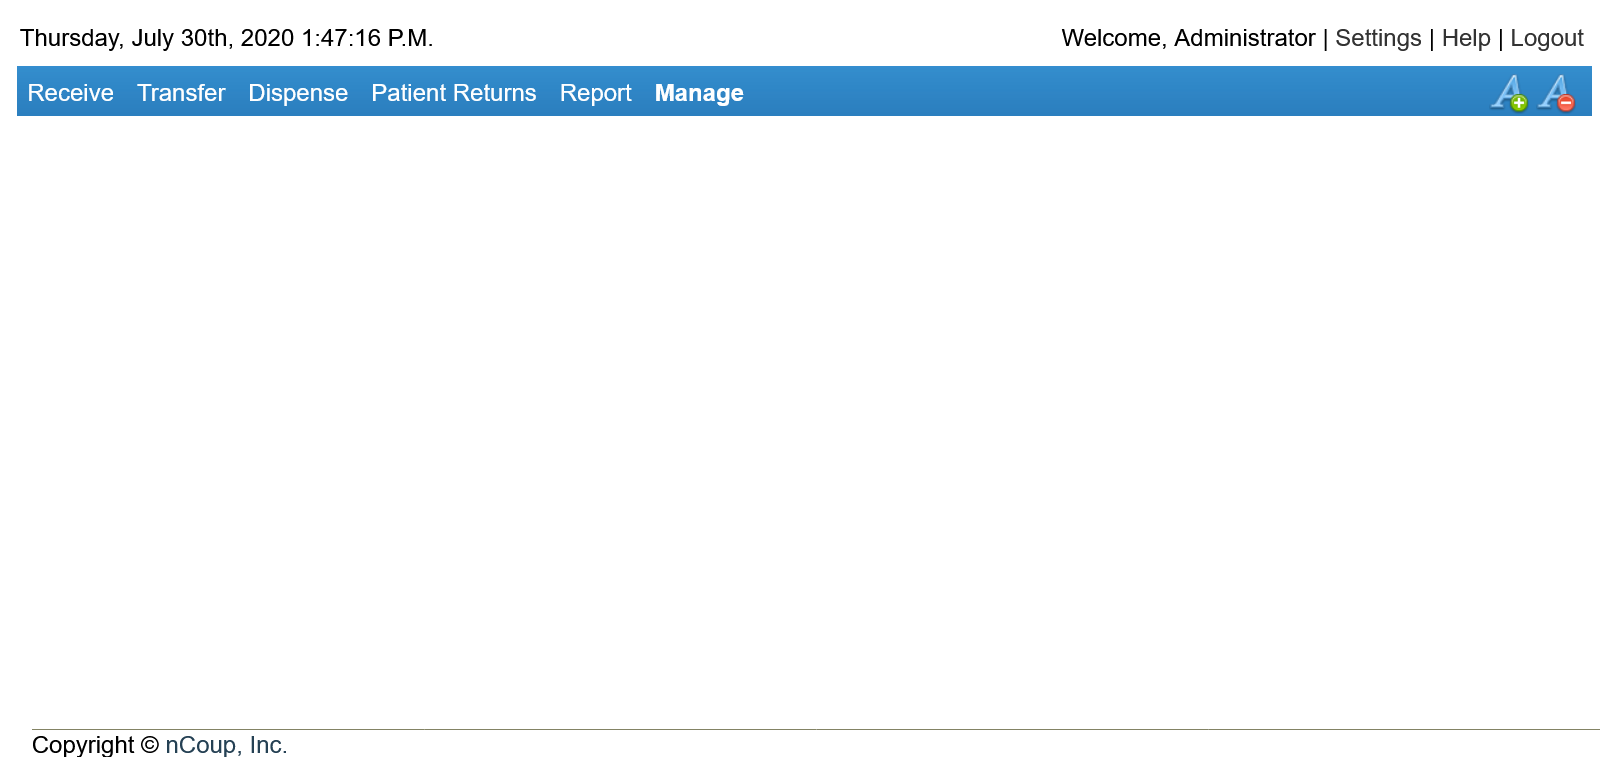 Thursday, July 30th, 2020 1:47:16 P.M. Welcome, Administrator | Settings | Help | Logout
Receive Transfer Dispense Patient Returns Report Manage
Copyright © nCoup, Inc.